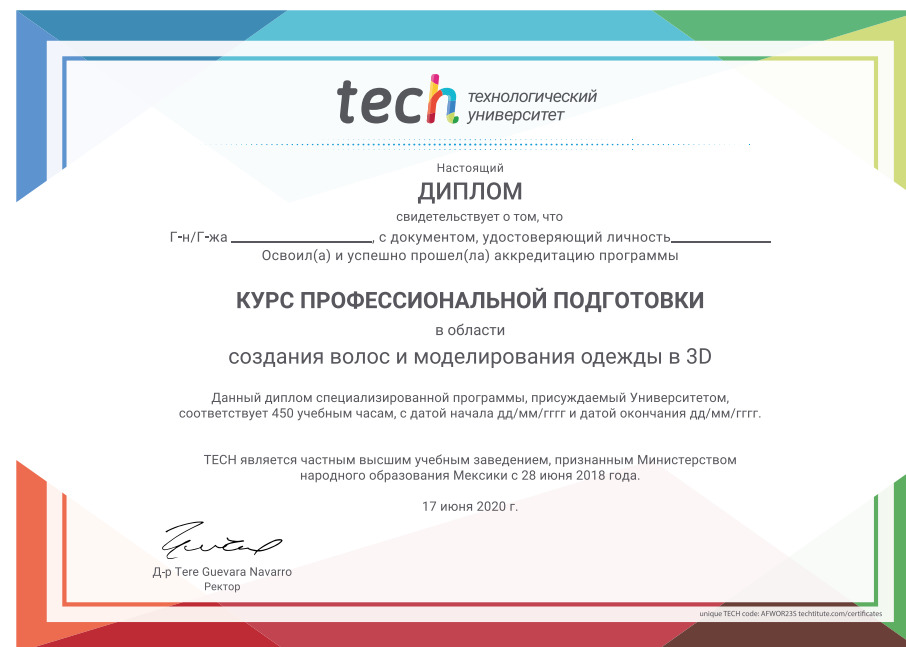 tech технологический
университет
Настоящий
ДИПЛОМ
свидетельствует о том, что
Г-н/Г-жа ____________________, с документом, удостоверяющий личность______________
Освоил(а) и успешно прошел(ла) аккредитацию программы
КУРС ПРОФЕССИОНАЛЬНОЙ ПОДГОТОВКИ
в области
создания волос и моделирования одежды в 3D
Данный диплом специализированной программы, присуждаемый Университетом,
соответствует 450 учебным часам, с датой начала дд/мм/гггг и датой окончания дд/мм/гггг.
TECH является частным высшим учебным заведением, признанным Министерством
народного образования Мексики с 28 июня 2018 года.
17 июня 2020 г.
Д-р Tere Guevara Navarro
Ректор
unique TECH code: AFWOR235 techtitute.com/certificates